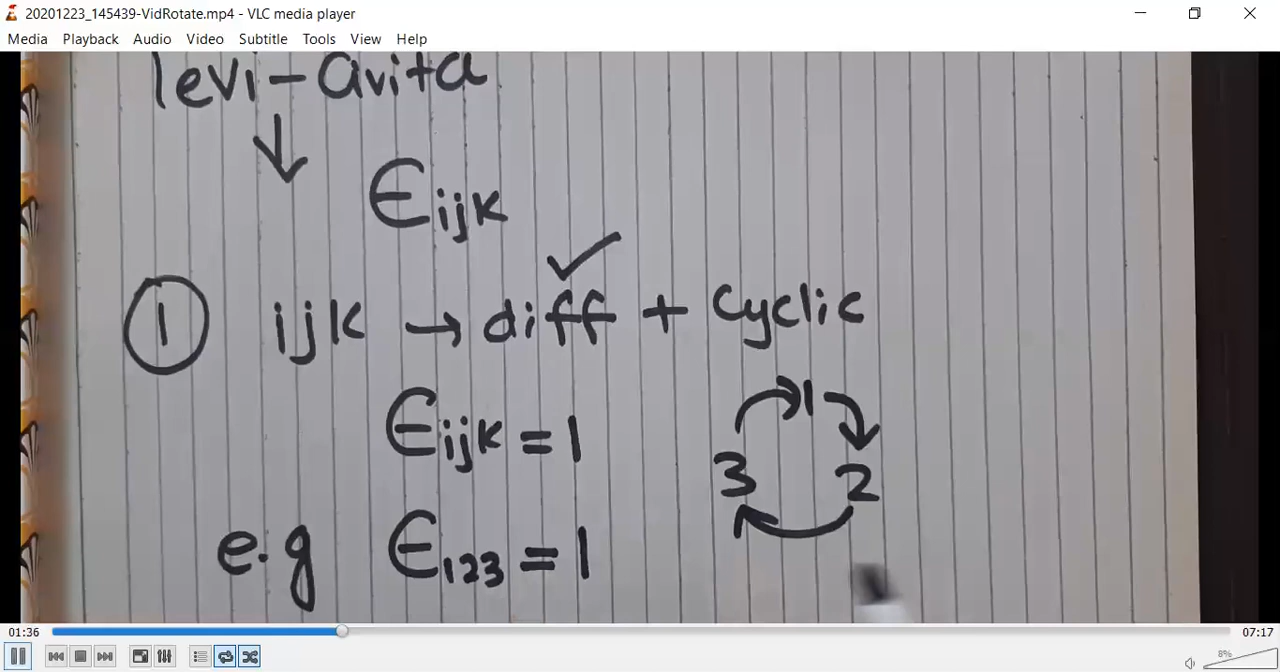 20201223_145439-VidRotate.mp4 - VLC media player
Media Playback Audio Video Subtitle Tools View Help
levi-civita
ϵijk
1 ijk → diff + cyclic
ϵijk = 1
1
3 2
e.g ϵ123 = 1
01:36 07:17
8%